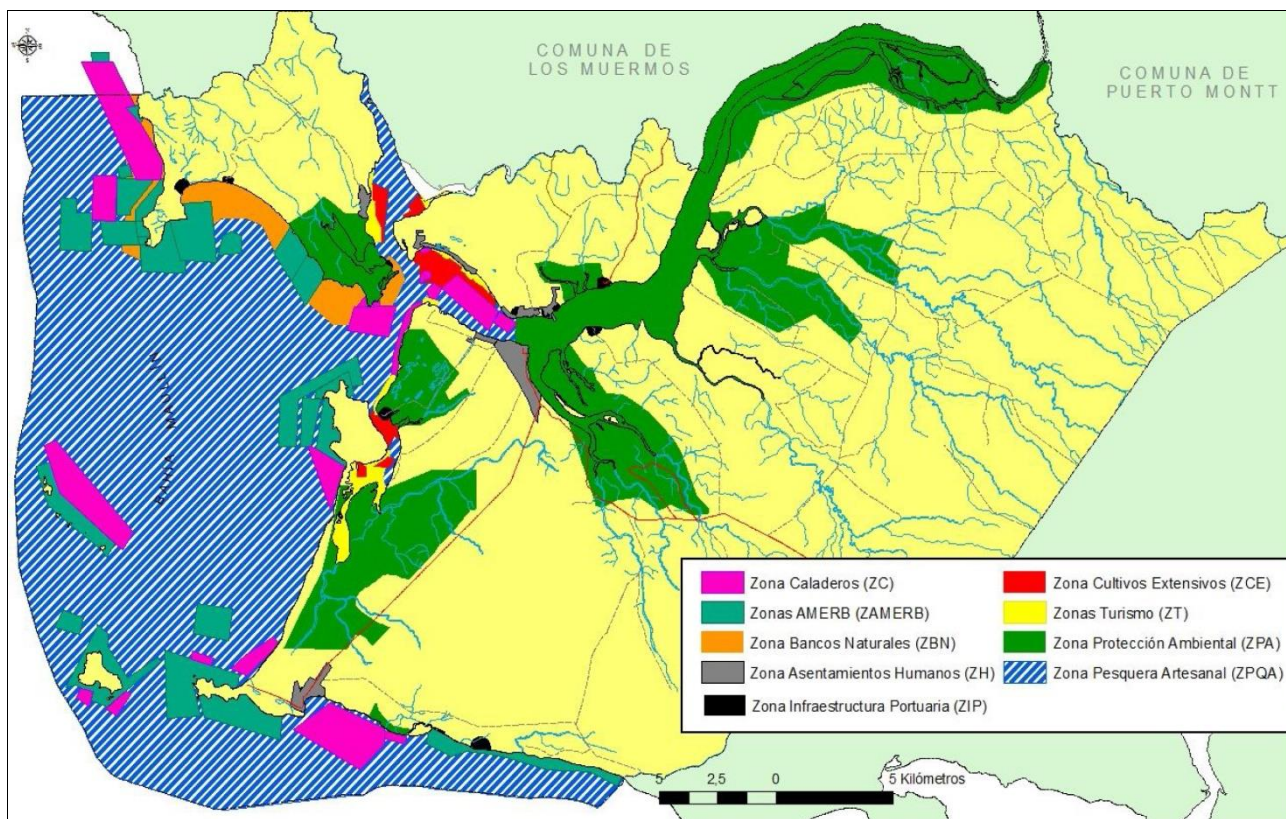 COMUNA DE
LOS MUERMOS
COMUNA DE
PUERTO MONTT
BAHIA MAULLIN
Zona Caladeros (ZC)
Zonas AMERB (ZAMERB)
Zona Bancos Naturales (ZBN)
Zona Asentamientos Humanos (ZH)
Zona Infraestructura Portuaria (ZIP)
Zona Cultivos Extensivos (ZCE)
Zonas Turismo (ZT)
Zona Protección Ambiental (ZPA)
Zona Pesquera Artesanal (ZPQA)
5 2,5 0 5 Kilómetros